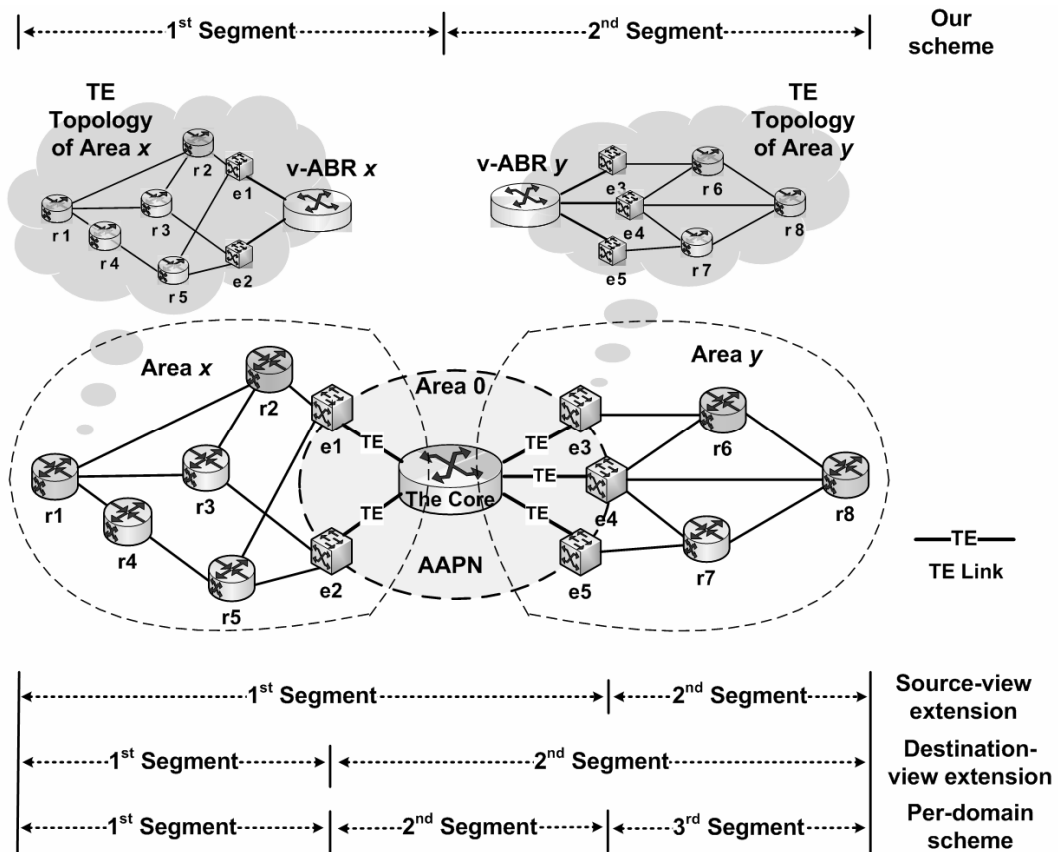 1st Segment
2nd Segment
Our
scheme
TE
Topology
of Area x
r 2
e1
v-ABR x
r 1
r 3
r 4
r 5
e2
TE
Topology
of Area y
v-ABR y
e3
r 6
e4
r 8
e5
r 7
Area x
Area 0
Area y
r2
e1
e3
r6
TE
TE
r1
r3
The Core
TE
e4
r8
r4
TE
TE
r5
e2
AAPN
e5
r7
TE
TE Link
1st Segment
2nd Segment
Source-view
extension
1st Segment
2nd Segment
Destination-
view extension
1st Segment
2nd Segment
3rd Segment
Per-domain
scheme